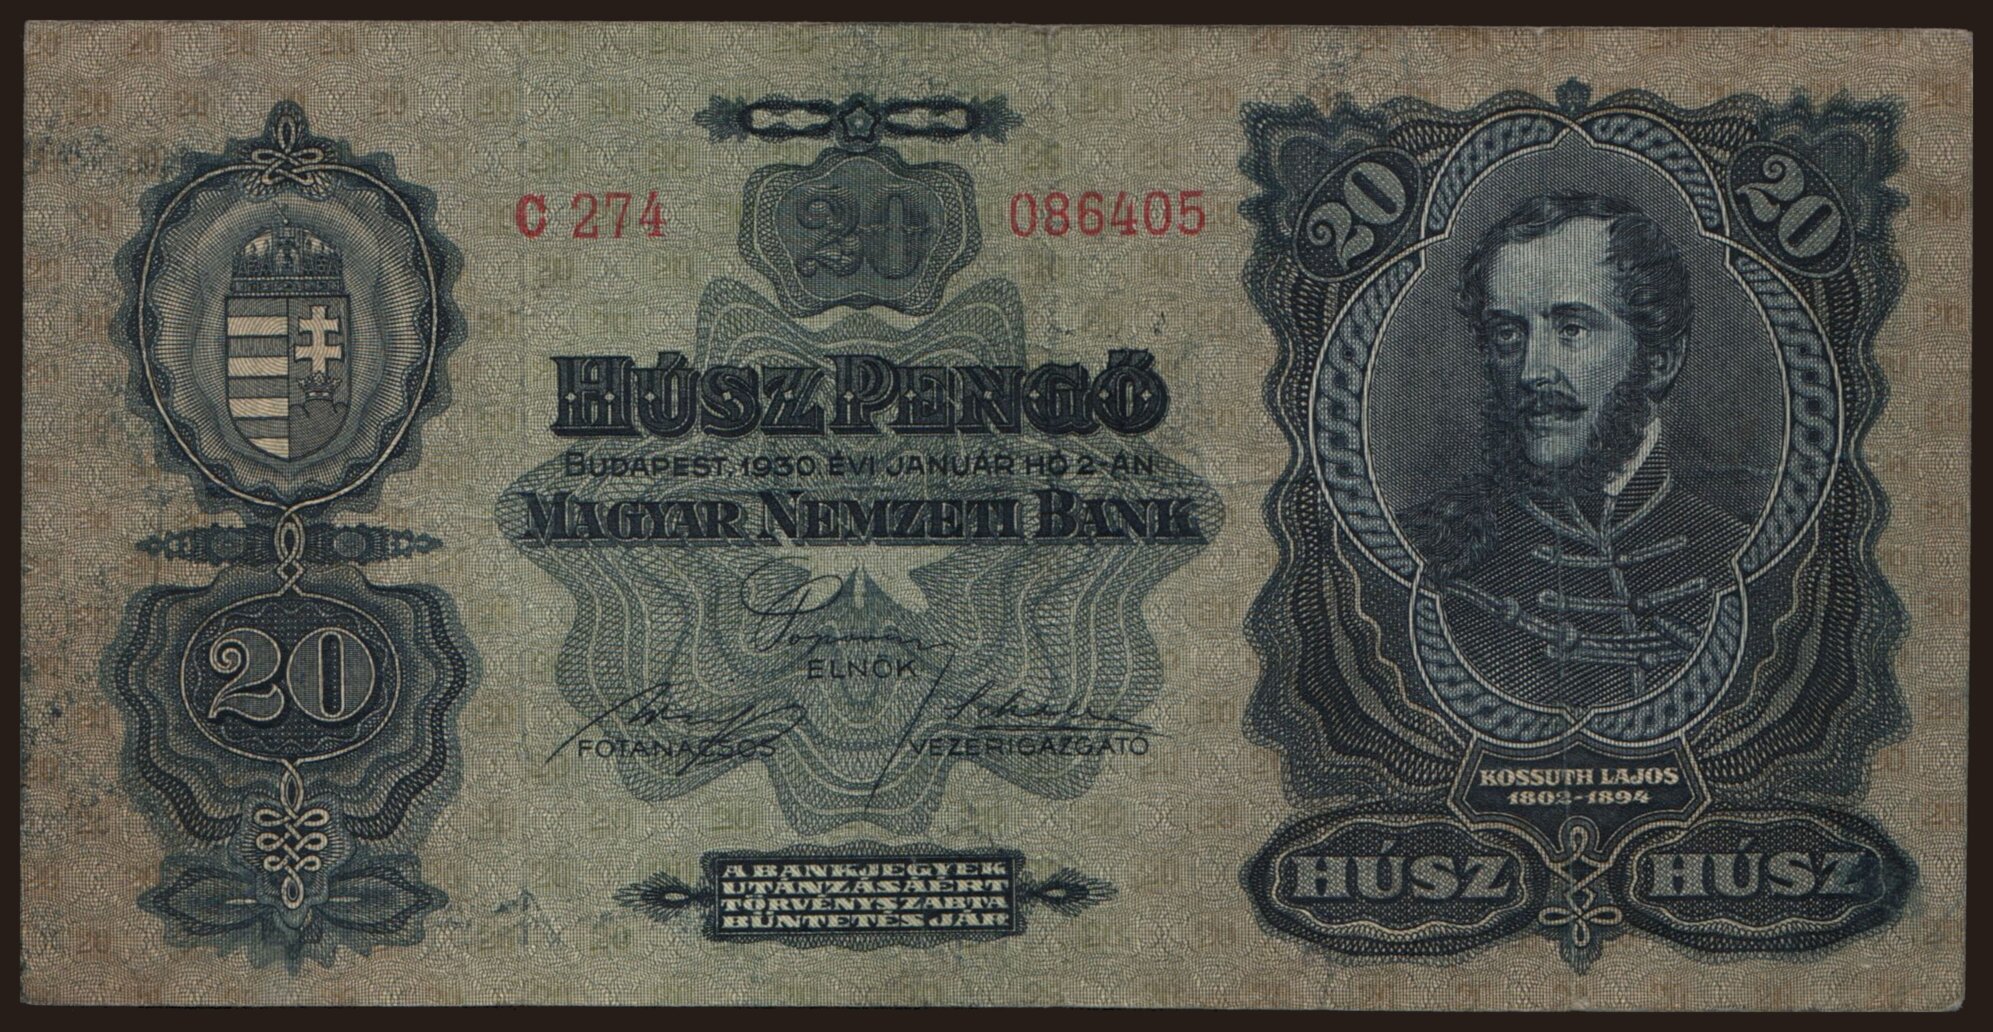 C 274
20
086405
20
20
HÚSZ PENGŐ
BUDAPEST, 1930 ÉVI JANUÁR HÓ 2-ÁN
MAGYAR NEMZETI BANK
20
ELNÖK
FŐTANÁCSOS
VEZÉRIGAZGATÓ
KOSSUTH LAJOS
1802-1894
A BANKJEGYEK
UTÁNZÁSÁÉRT
TÖRVÉNYSZABTA
BÜNTETÉS JÁR
HÚSZ
HÚSZ